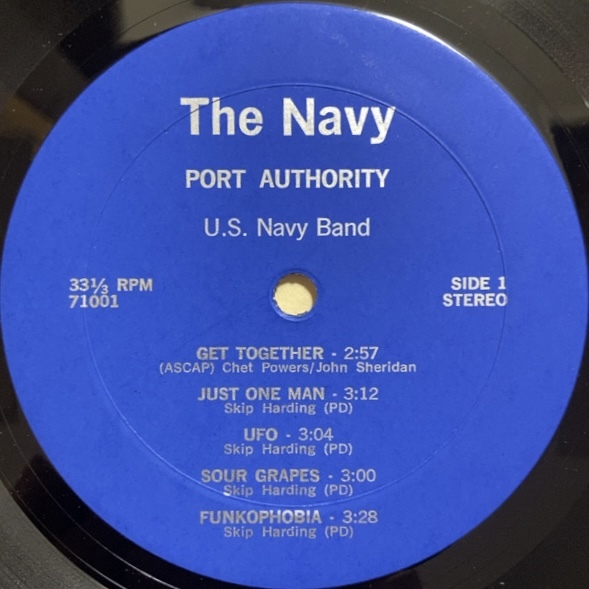 The Navy
PORT AUTHORITY
U.S. Navy Band
33⅓ RPM
71001
SIDE 1
STEREO
GET TOGETHER - 2:57
(ASCAP) Chet Powers/John Sheridan
JUST ONE MAN - 3:12
Skip Harding (PD)
UFO - 3:04
Skip Harding (PD)
SOUR GRAPES - 3:00
Skip Harding (PD)
FUNKOPHOBIA - 3:28
Skip Harding (PD)